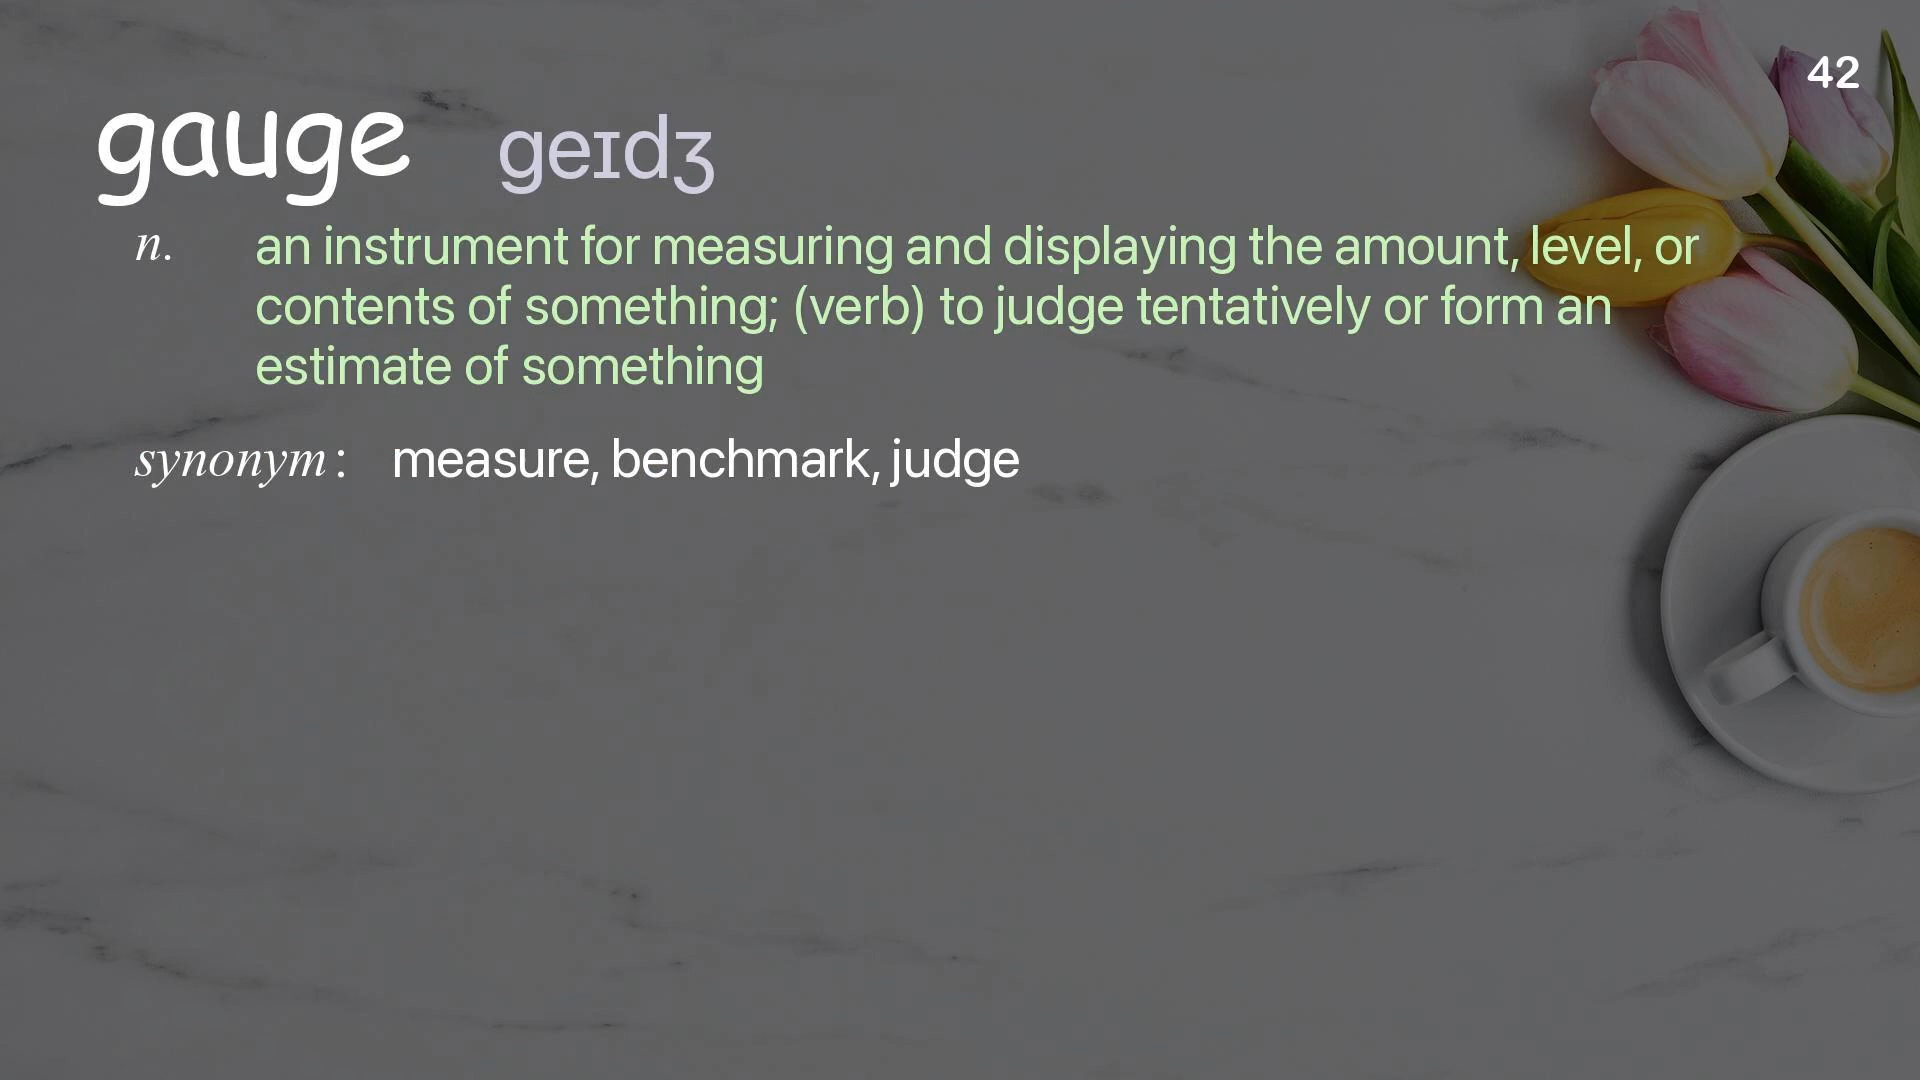 42
gauge geɪdʒ
n. an instrument for measuring and displaying the amount, level, or
contents of something; (verb) to judge tentatively or form an
estimate of something
synonym: measure, benchmark, judge